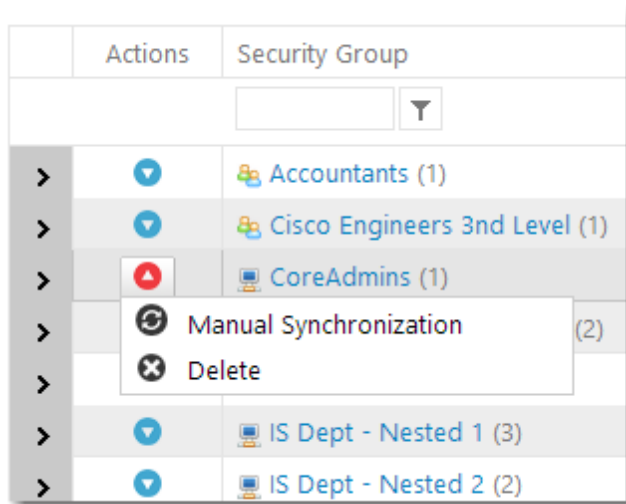 Actions Security Group
Accountants (1)
Cisco Engineers 3nd Level (1)
CoreAdmins (1)
Manual Synchronization
(2)
Delete
IS Dept - Nested 1 (3)
IS Dept - Nested 2 (2)